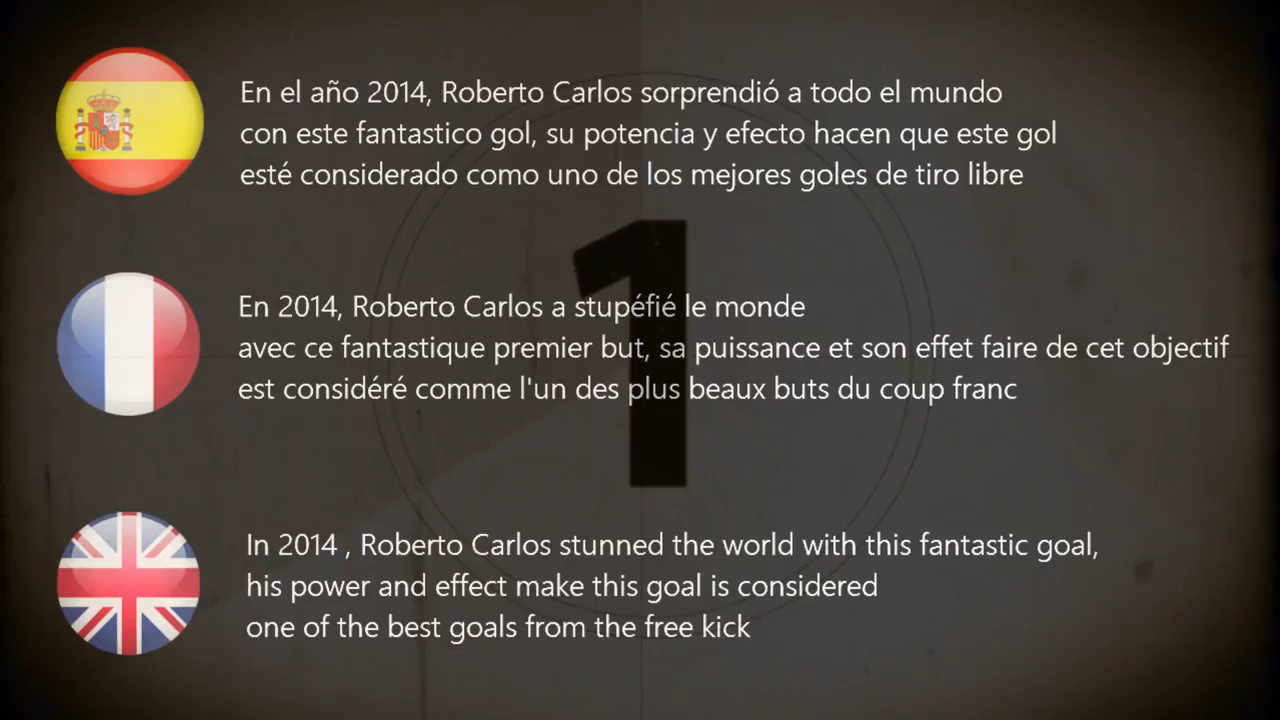 En el año 2014, Roberto Carlos sorprendió a todo el mundo
con este fantastico gol, su potencia y efecto hacen que este gol
esté considerado como uno de los mejores goles de tiro libre
1
En 2014, Roberto Carlos a stupéfié le monde
avec ce fantastique premier but, sa puissance et son effet faire de cet objectif
est considéré comme l'un des plus beaux buts du coup franc
In 2014 , Roberto Carlos stunned the world with this fantastic goal,
his power and effect make this goal is considered
one of the best goals from the free kick